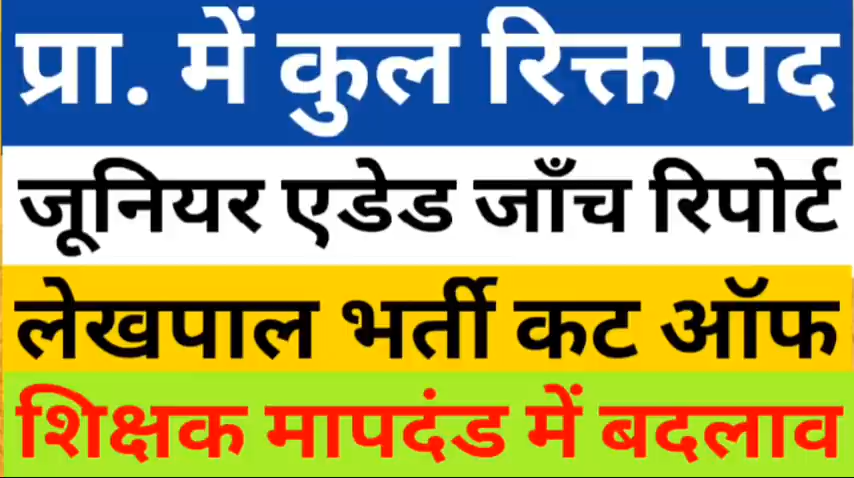 प्रा. में कुल रिक्त पद
जूनियर एडेड जाँच रिपोर्ट
लेखपाल भर्ती कट ऑफ
शिक्षक मापदंड में बदलाव